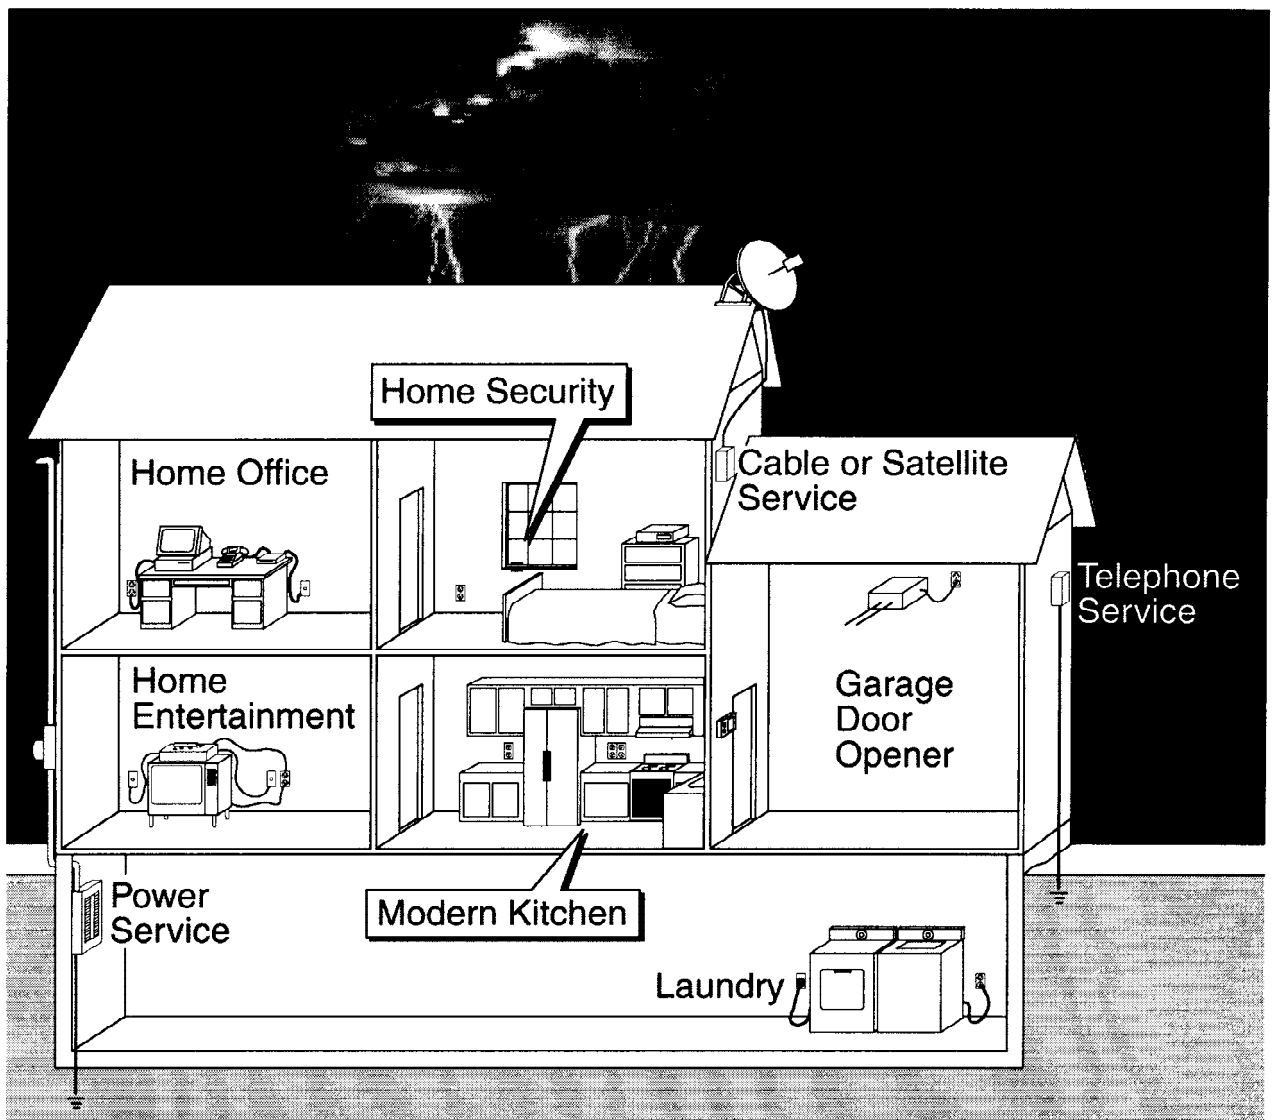 Home Security
Home Office
Cable or Satellite
Service
Telephone
Service
Home
Entertainment
Garage
Door
Opener
Power
Service
Modern Kitchen
Laundry